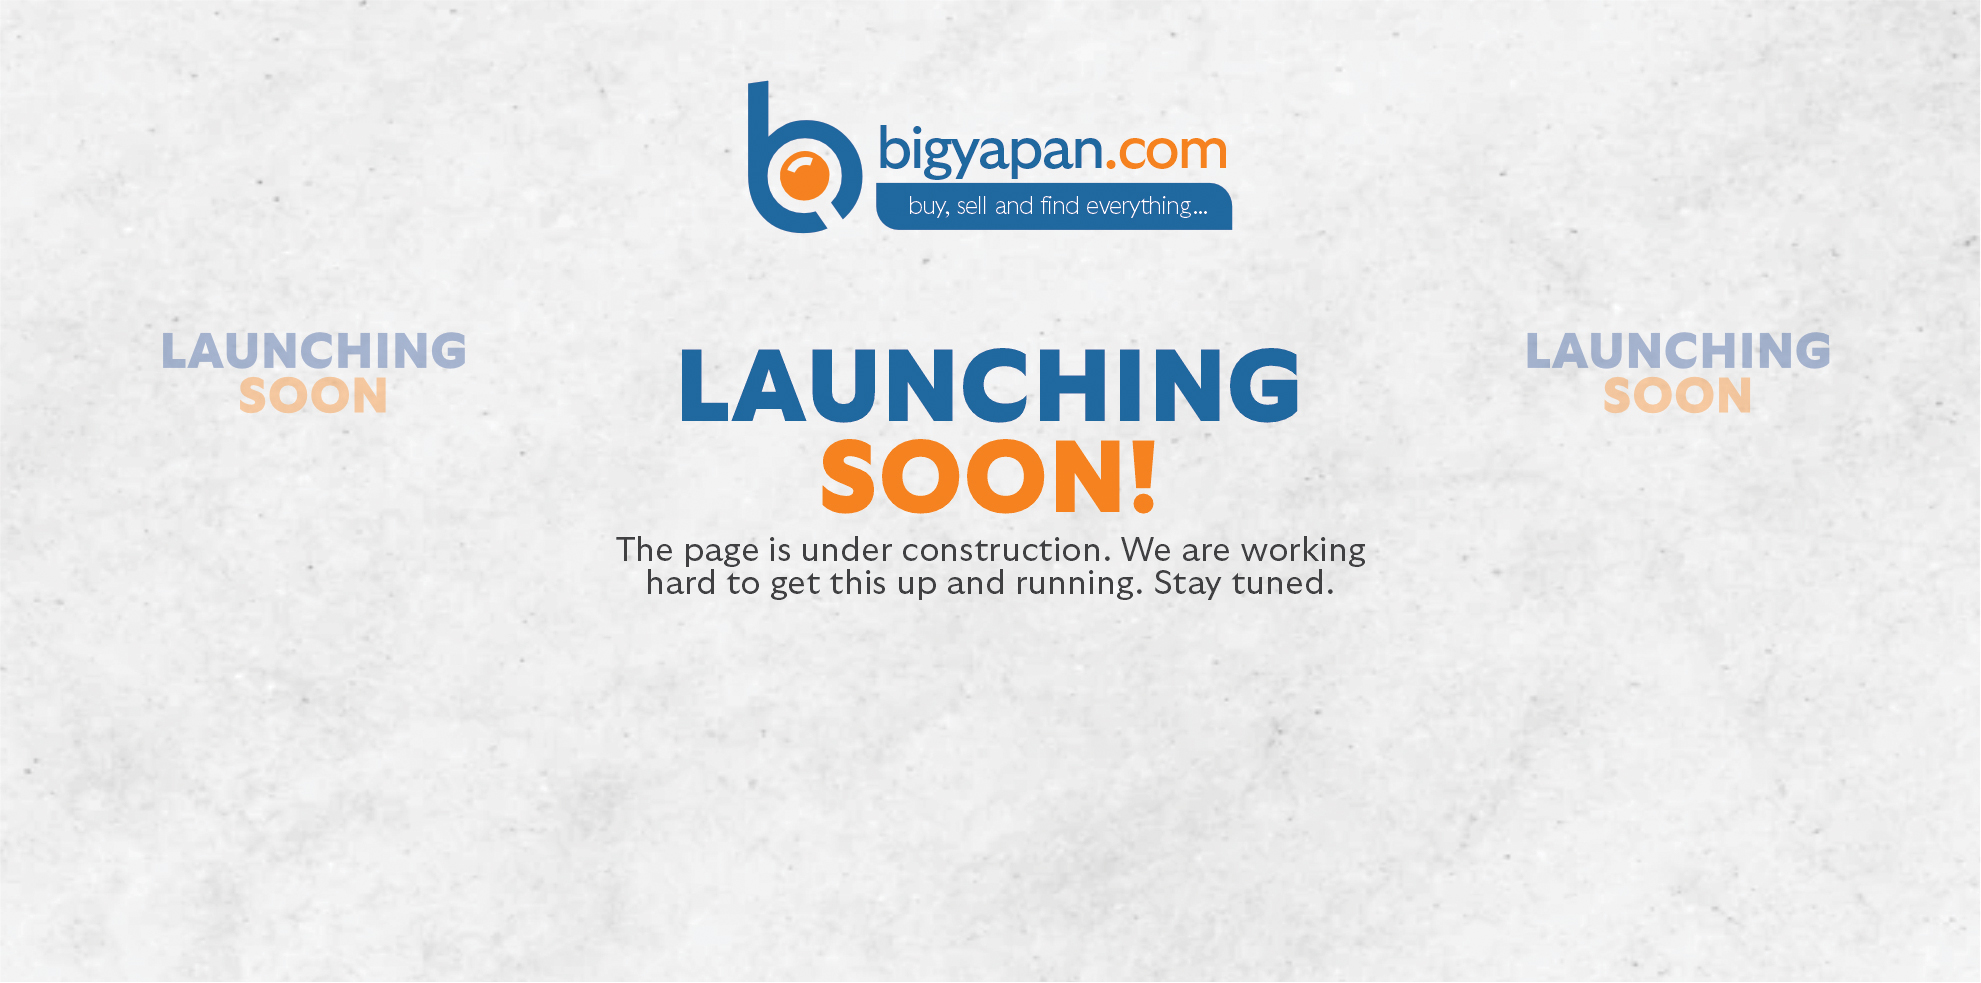 bigyapan.com
buy, sell and find everything...
LAUNCHING
SOON
LAUNCHING
SOON!
LAUNCHING
SOON
The page is under construction. We are working
hard to get this up and running. Stay tuned.